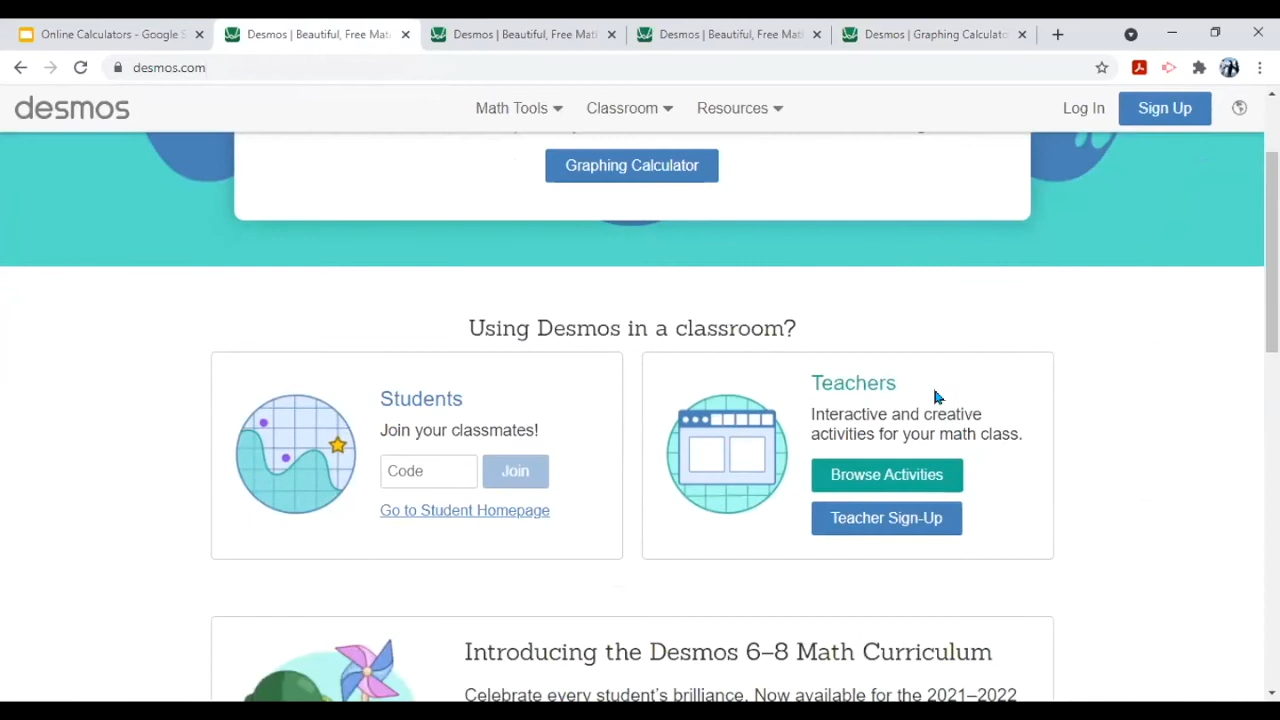 Online Calculators - Google S
Desmos | Beautiful, Free Mat
Desmos | Beautiful, Free Mat
Desmos | Beautiful, Free Mat
Desmos | Graphing Calculato
desmos.com
desmos
Math Tools
Classroom
Resources
Log In
Sign Up
Graphing Calculator
Using Desmos in a classroom?
Students
Join your classmates!
Code
Join
Go to Student Homepage
Teachers
Interactive and creative
activities for your math class.
Browse Activities
Teacher Sign-Up
Introducing the Desmos 6–8 Math Curriculum
Celebrate every student's brilliance. Now available for the 2021–2022